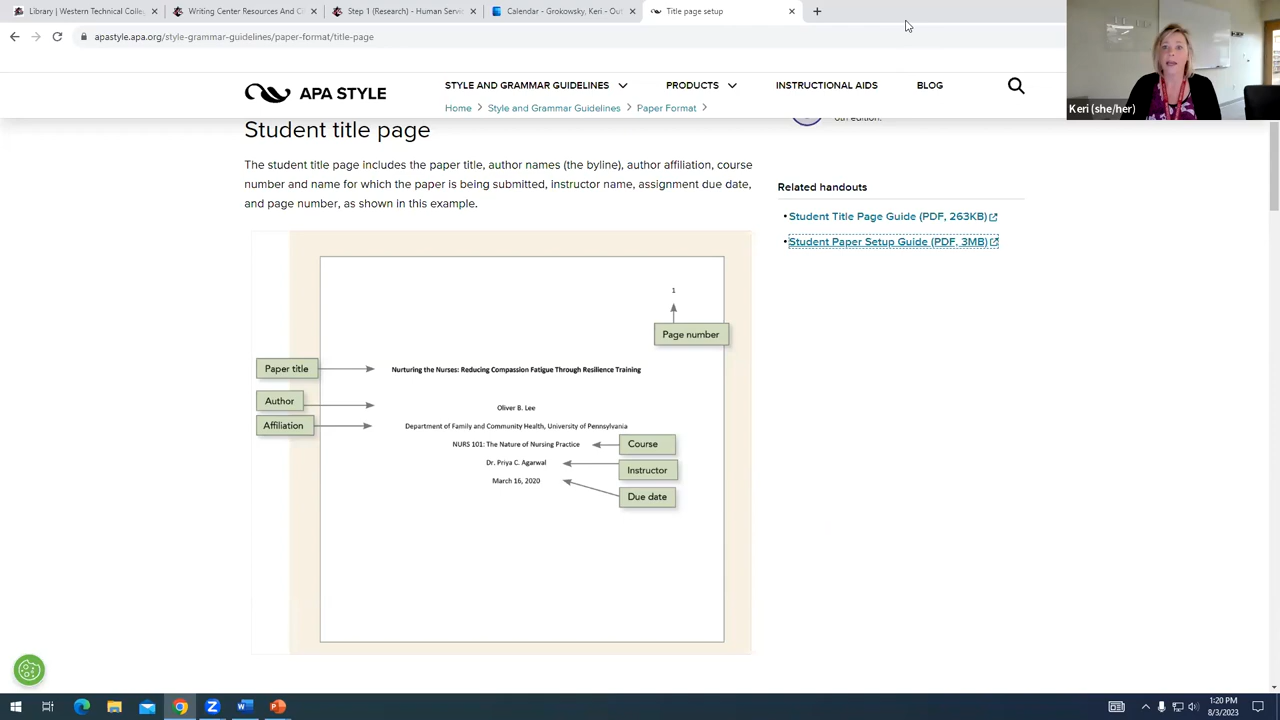 Library | Western Technical Colle
Writing Center Resources And Ci
Step 1 (Research) - Human Servi
Calendar - Grokowsky, Keri - Out
Title page setup
apastyle.apa.org/style-grammar-guidelines/paper-format/title-page
APA STYLE
STYLE AND GRAMMAR GUIDELINES
PRODUCTS
INSTRUCTIONAL AIDS
BLOG
Home > Style and Grammar Guidelines > Paper Format >
Keri (she/her)
Student title page
The student title page includes the paper title, author names (the byline), author affiliation, course
number and name for which the paper is being submitted, instructor name, assignment due date,
and page number, as shown in this example.
Related handouts
• Student Title Page Guide (PDF, 263KB)
• Student Paper Setup Guide (PDF, 3MB)
1
Page number
Paper title
Nurturing the Nurses: Reducing Compassion Fatigue Through Resilience Training
Author
Oliver B. Lee
Affiliation
Department of Family and Community Health, University of Pennsylvania
NURS 101: The Nature of Nursing Practice
Course
Dr. Priya C. Agarwal
Instructor
March 16, 2020
Due date
1:20 PM
8/3/2023